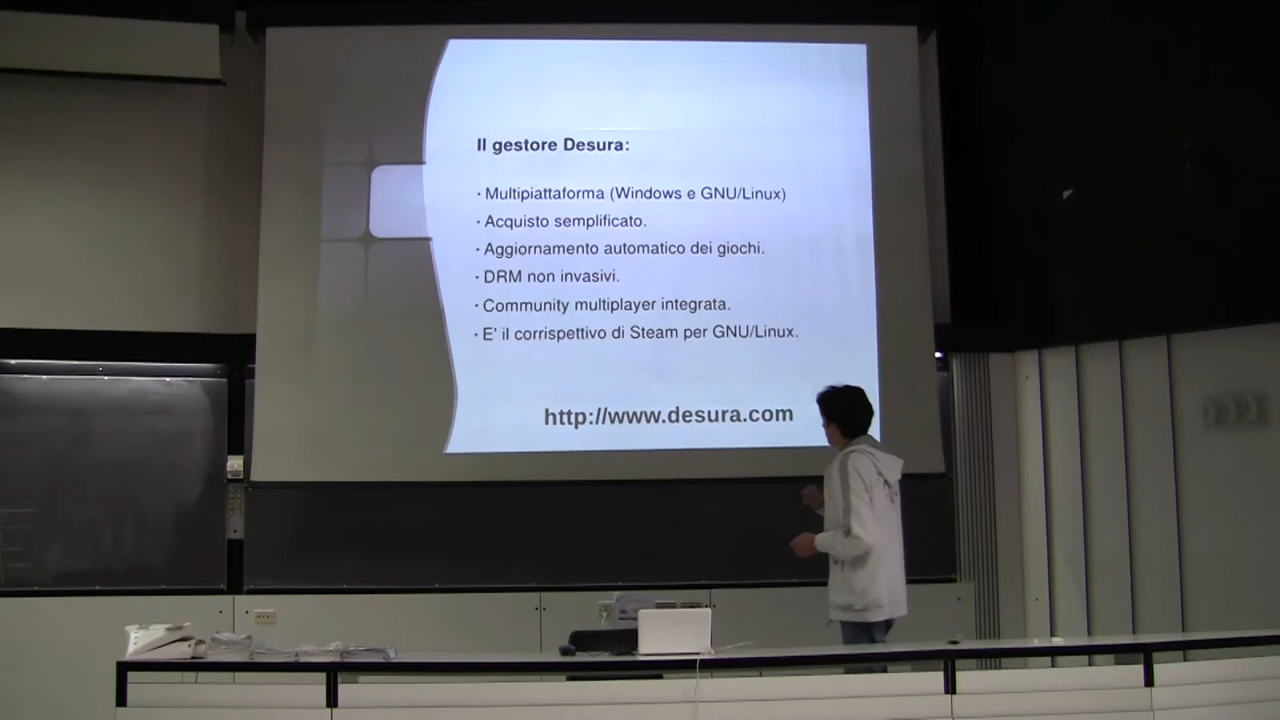 Il gestore Desura:
· Multipiattaforma (Windows e GNU/Linux)
· Acquisto semplificato.
· Aggiornamento automatico dei giochi.
· DRM non invasivi.
· Community multiplayer integrata.
· E' il corrispettivo di Steam per GNU/Linux.
http://www.desura.com